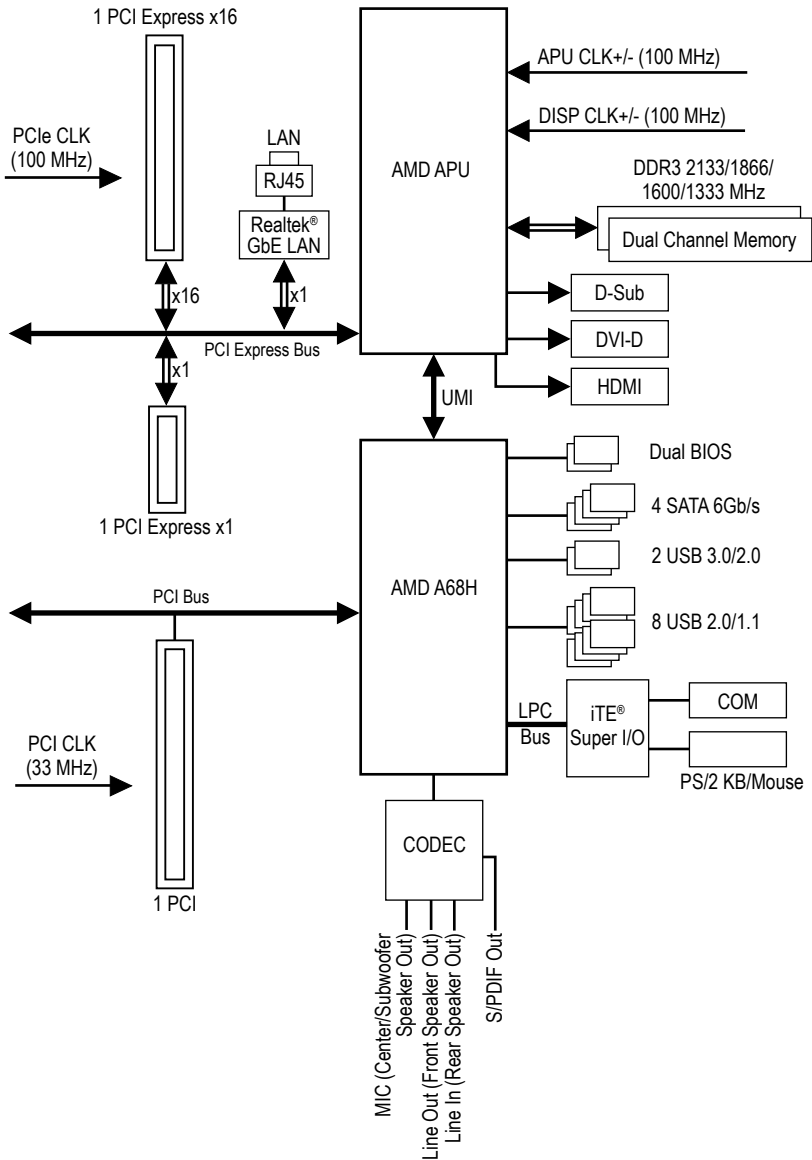 1 PCI Express x16
PCIe CLK
(100 MHz)
LAN
RJ45
Realtek®
GbE LAN
x16
x1
PCI Express Bus
x1
1 PCI Express x1
AMD APU
APU CLK+/- (100 MHz)
DISP CLK+/- (100 MHz)
DDR3 2133/1866/
1600/1333 MHz
Dual Channel Memory
D-Sub
DVI-D
HDMI
UMI
AMD A68H
Dual BIOS
4 SATA 6Gb/s
2 USB 3.0/2.0
8 USB 2.0/1.1
PCI Bus
PCI CLK
(33 MHz)
1 PCI
LPC
Bus
iTE®
Super I/O
COM
PS/2 KB/Mouse
CODEC
MIC (Center/Subwoofer
Speaker Out)
Line Out (Front Speaker Out)
Line In (Rear Speaker Out)
S/PDIF Out